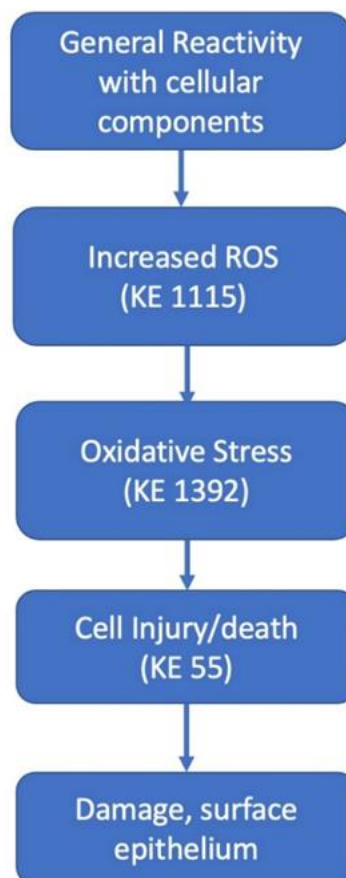 General Reactivity
with cellular
components
Increased ROS
(KE 1115)
Oxidative Stress
(KE 1392)
Cell Injury/death
(KE 55)
Damage, surface
epithelium